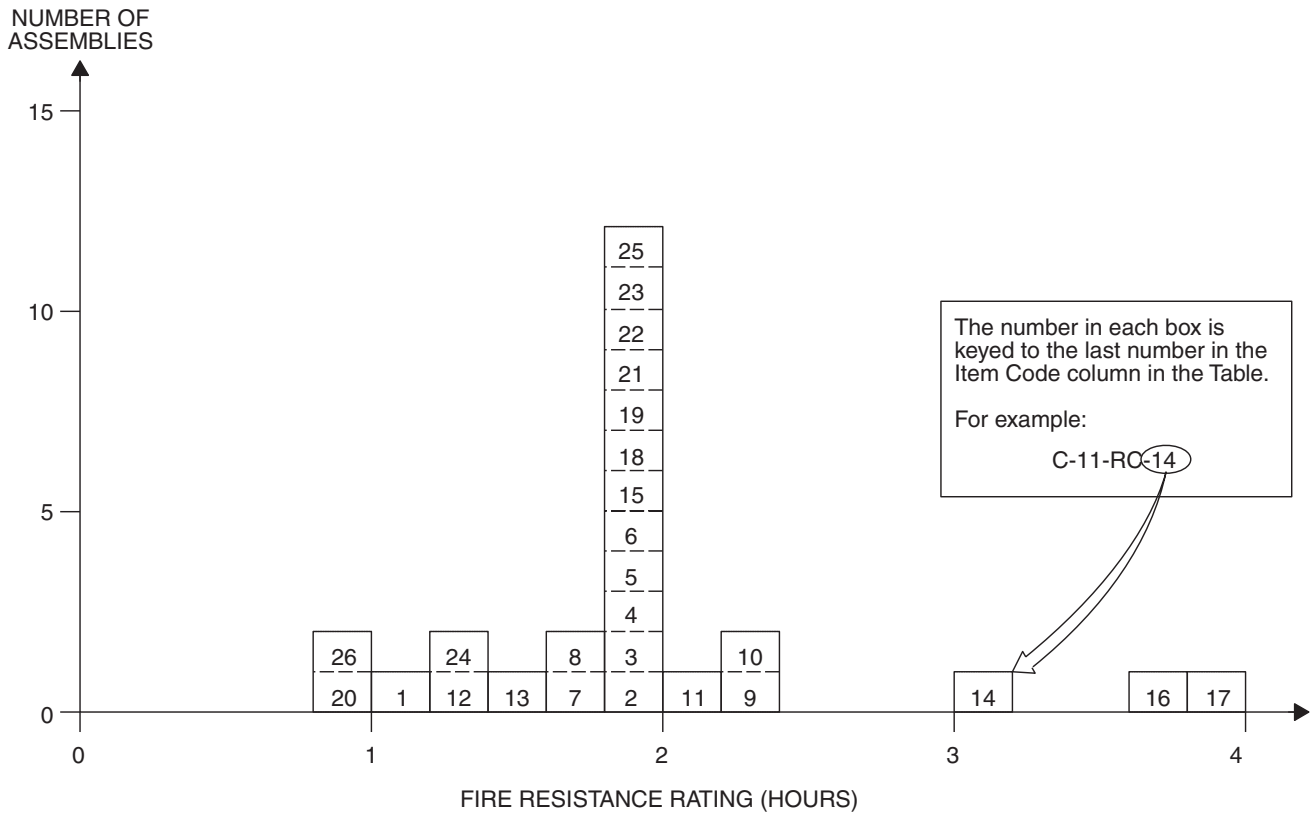 NUMBER OF
ASSEMBLIES
15
10
5
0
25
23
22
21
19
18
15
6
5
4
26 24 8 3 10
20 1 12 13 7 2 11 9 14 16 17
0 1 2 3 4
FIRE RESISTANCE RATING (HOURS)
The number in each box is
keyed to the last number in the
Item Code column in the Table.
For example:
C-11-RC-14